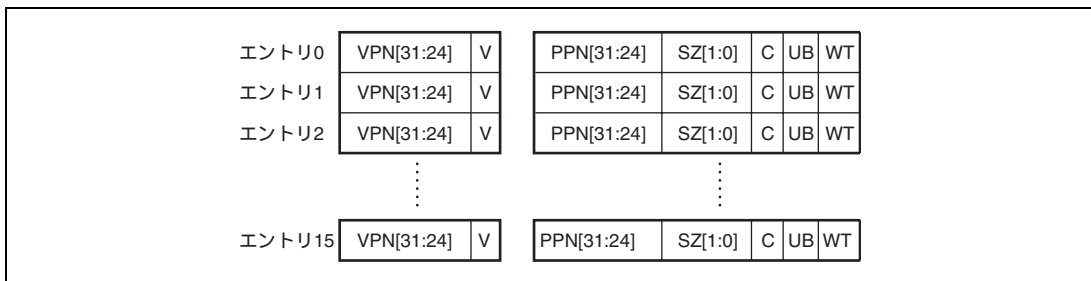 エントリ0 VPN[31:24] V PPN[31:24] SZ[1:0] C UB WT
エントリ1 VPN[31:24] V PPN[31:24] SZ[1:0] C UB WT
エントリ2 VPN[31:24] V PPN[31:24] SZ[1:0] C UB WT
エントリ15 VPN[31:24] V PPN[31:24] SZ[1:0] C UB WT